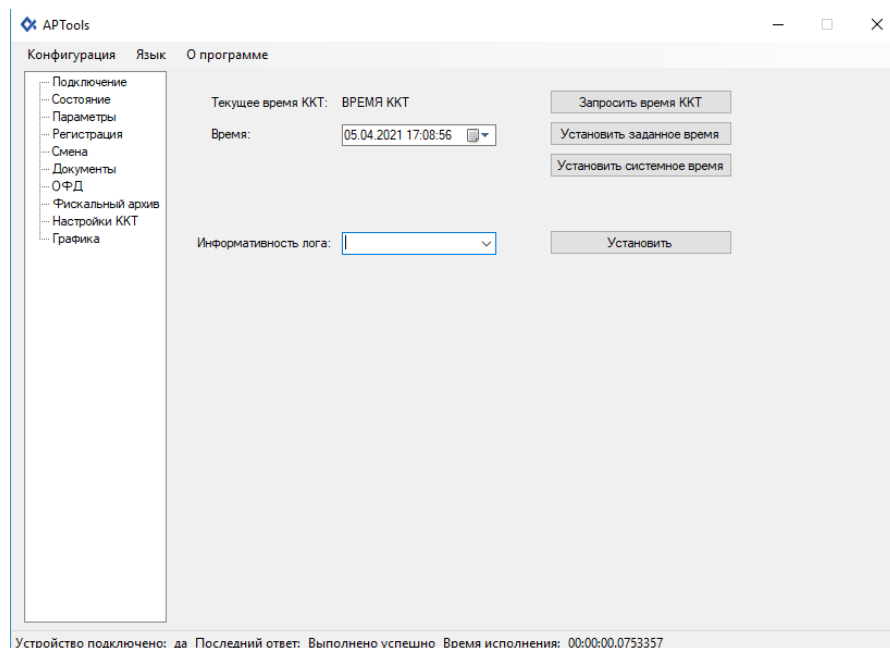 APTools
Конфигурация Язык О программе
Подключение
Состояние
Параметры
Регистрация
Смена
Документы
ОФД
Фискальный архив
Настройки ККТ
Графика
Текущее время ККТ: ВРЕМЯ ККТ Запросить время ККТ
Время: 05.04.2021 17:08:56 Установить заданное время
Установить системное время
Информативность лога: Установить
Устройство подключено: да Последний ответ: Выполнено успешно Время исполнения: 00:00:00.0753357